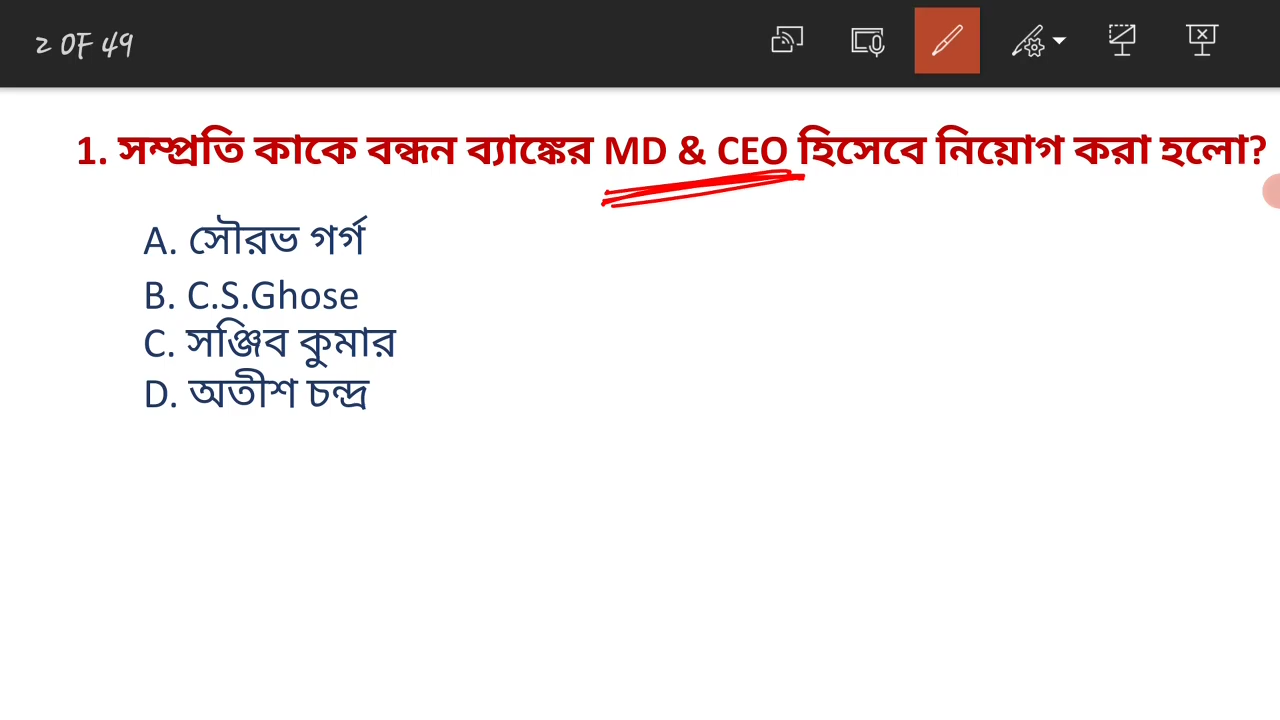 2 OF 49
1. সম্প্রতি কাকে বন্ধন ব্যাঙ্কের MD & CEO হিসেবে নিয়োগ করা হলো?
A. সৌরভ গর্গ
B. C.S.Ghose
C. সঞ্জিব কুমার
D. অতীশ চন্দ্র